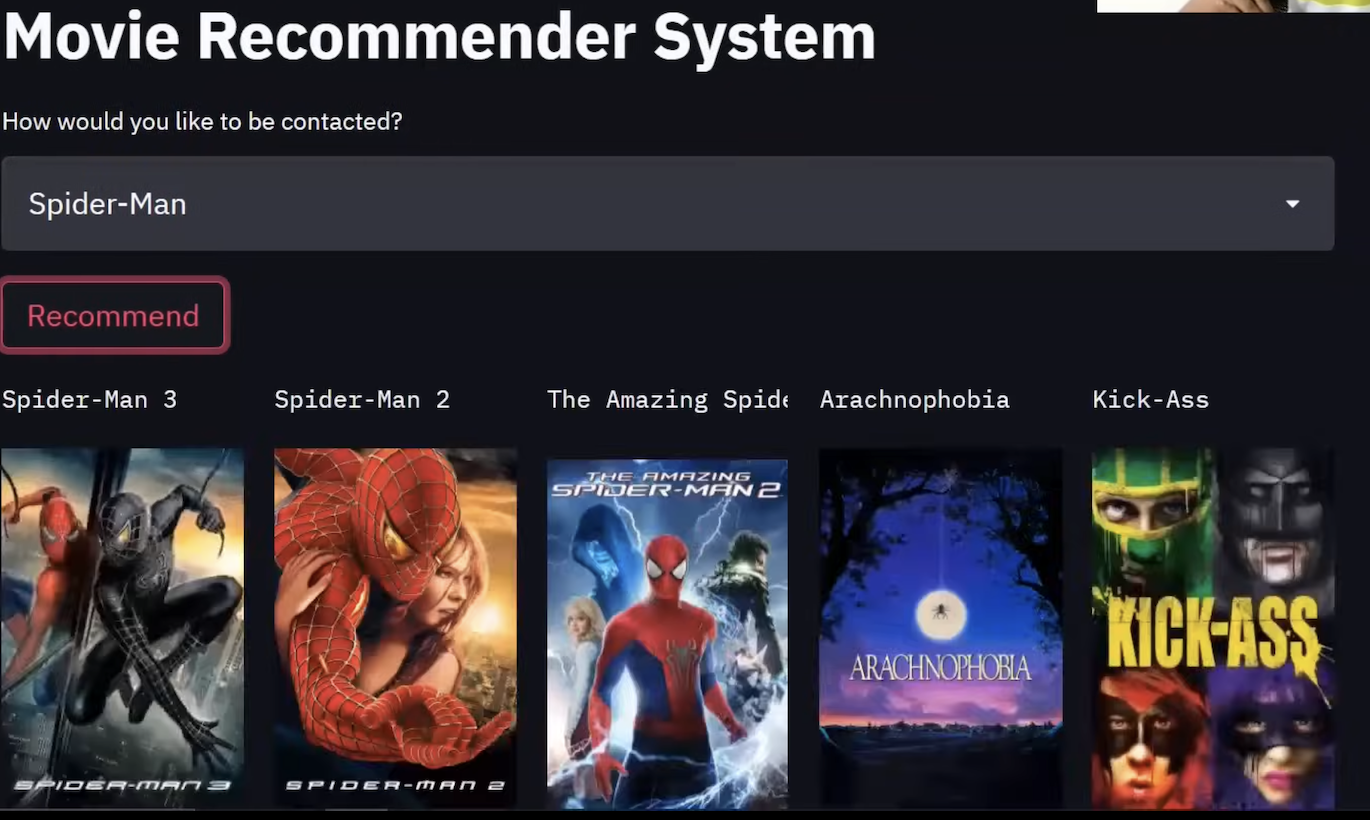 Movie Recommender System
How would you like to be contacted?
Spider-Man
Recommend
Spider-Man 3
Spider-Man 2
The Amazing Spide
Arachnophobia
Kick-Ass
SPIDER-MAN 3
SPIDER-MAN 2
THE AMAZING
SPIDER-MAN 2
ARACHNOPHOBIA
KICK-ASS